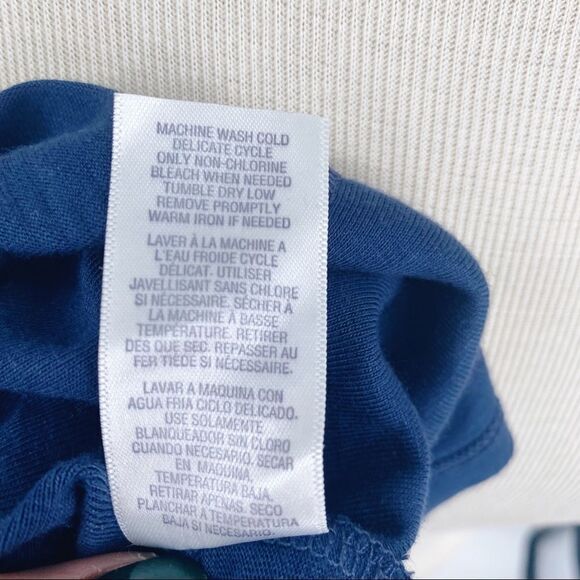 MACHINE WASH COLD
DELICATE CYCLE
ONLY NON-CHLORINE
BLEACH WHEN NEEDED
TUMBLE DRY LOW
REMOVE PROMPTLY
WARM IRON IF NEEDED
LAVER À LA MACHINE A
L'EAU FROIDE CYCLE
DÉLICAT. UTILISER
JAVELLISANT SANS CHLORE
SI NÉCESSAIRE. SÉCHER À
LA MACHINE À BASSE
TEMPÉRATURE. RETIRER
DES QUE SEC. REPASSER AU
FER TIÈDE SI NÉCESSAIRE.
LAVAR A MAQUINA CON
AGUA FRIA CICLO DELICADO.
USE SOLAMENTE
BLANQUEADOR SIN CLORO
CUANDO NECESARIO. SECAR
EN MAQUINA.
TEMPERATURA BAJA.
RETIRAR APENAS. SECO
PLANCHAR A TEMPERATURA
BAJA SI NECESARIO.